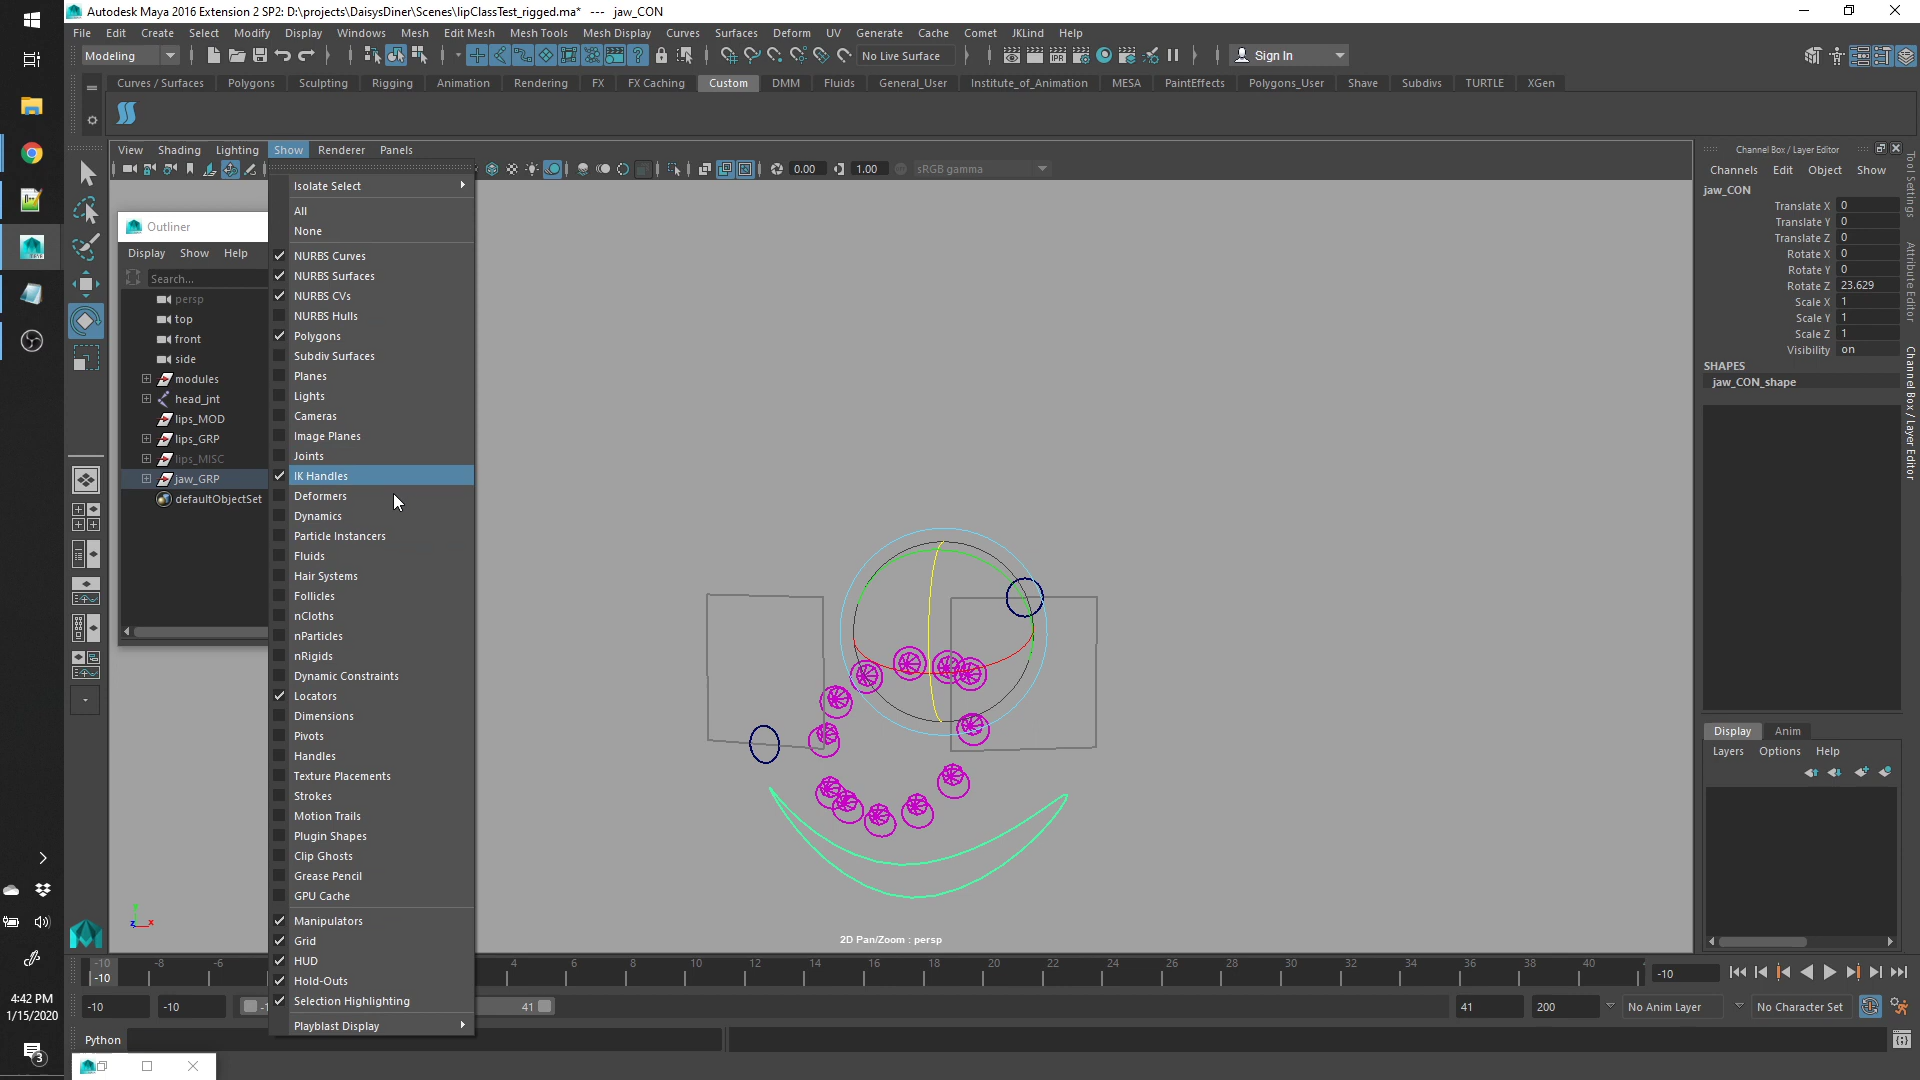 Autodesk Maya 2016 Extension 2 SP2: D:\projects\DaisysDiner\Scenes\lipClassTest_rigged.ma* --- jaw_CON
File Edit Create Select Modify Display Windows Mesh Edit Mesh Mesh Tools Mesh Display Curves Surfaces Deform UV Generate Cache Comet JKLind Help
Modeling No Live Surface Sign In
Curves / Surfaces Polygons Sculpting Rigging Animation Rendering FX FX Caching Custom DMM Fluids General_User Institute_of_Animation MESA PaintEffects Polygons_User Shave Subdivs TURTLE XGen
View Shading Lighting Show Renderer Panels
0.00 1.00 sRGB gamma
Isolate Select
All
None
NURBS Curves
NURBS Surfaces
NURBS CVs
NURBS Hulls
Polygons
Subdiv Surfaces
Planes
Lights
Cameras
Image Planes
Joints
IK Handles
Deformers
Dynamics
Particle Instancers
Fluids
Hair Systems
Follicles
nCloths
nParticles
nRigids
Dynamic Constraints
Locators
Dimensions
Pivots
Handles
Texture Placements
Strokes
Motion Trails
Plugin Shapes
Clip Ghosts
Grease Pencil
GPU Cache
Manipulators
Grid
HUD
Hold-Outs
Selection Highlighting
Playblast Display
Outliner
Display Show Help
Search...
persp
top
front
side
modules
head_jnt
lips_MOD
lips_GRP
lips_MISC
jaw_GRP
defaultObjectSet
y
z x
2D Pan/Zoom : persp
Channel Box / Layer Editor
Channels Edit Object Show
jaw_CON
Translate X 0
Translate Y 0
Translate Z 0
Rotate X 0
Rotate Y 0
Rotate Z 23.629
Scale X 1
Scale Y 1
Scale Z 1
Visibility on
SHAPES
jaw_CON_shape
Tool Settings
Attribute Editor
Channel Box / Layer Editor
Display Anim
Layers Options Help
-10 -8 -6 4 6 8 10 12 14 16 18 20 22 24 26 28 30 32 34 36 38 40
-10 -10
-10 -10 -1 41 41 200 No Anim Layer No Character Set
Python
4:42 PM
1/15/2020
3